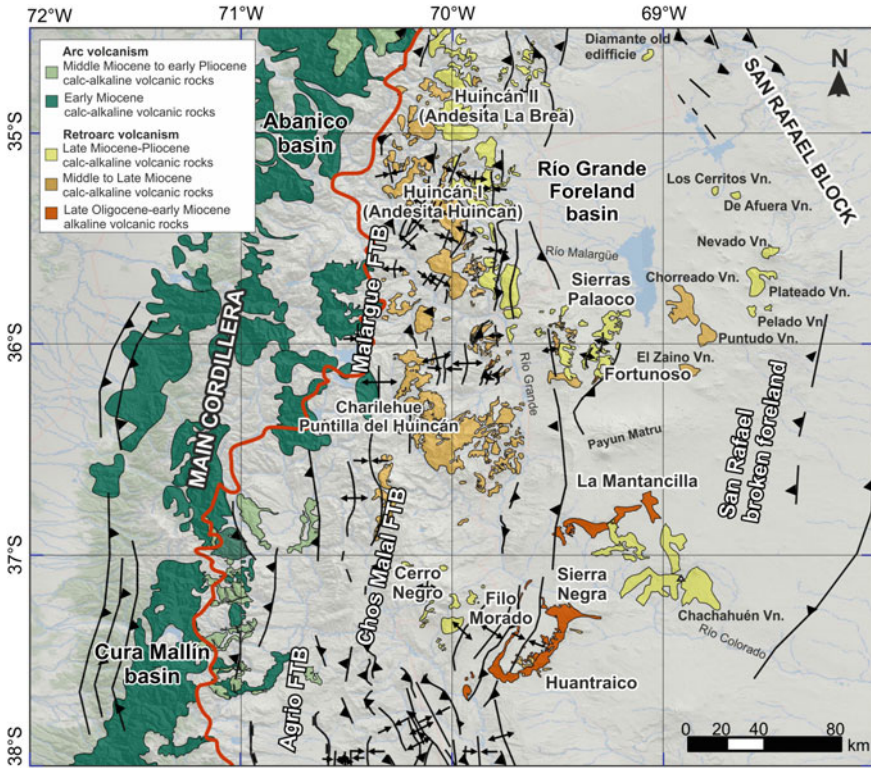 72°W
71°W
70°W
69°W
Arc volcanism
Middle Miocene to early Pliocene
calc-alkaline volcanic rocks
Early Miocene
calc-alkaline volcanic rocks
Retroarc volcanism
Late Miocene-Pliocene
calc-alkaline volcanic rocks
Middle to Late Miocene
calc-alkaline volcanic rocks
Late Oligocene-early Miocene
alkaline volcanic rocks
Diamante old
edifficie
N
SAN RAFAEL BLOCK
Huincán II
(Andesita La Brea)
Abanico
basin
35°S
Río Grande
Foreland
basin
Los Cerritos Vn.
De Afuera Vn.
Huincán I
(Andesita Huincan)
Nevado Vn.
Río Malargüe
Malargue FTB
Sierras
Palaoco
Chorreado Vn.
Plateado Vn.
Pelado Vn.
Puntudo Vn.
36°S
MAIN CORDILLERA
El Zaino Vn.
Fortunoso
Río Grande
Charilehue
Puntilla del Huincán
Payun Matru
San Rafael
broken foreland
La Mantancilla
Chos Malal FTB
37°S
Cerro
Negro
Filo
Morado
Sierra
Negra
Chachahuén Vn.
Río Colorado
Cura Mallín
basin
Agrio FTB
Huantraico
0 20 40 80
km
38°S